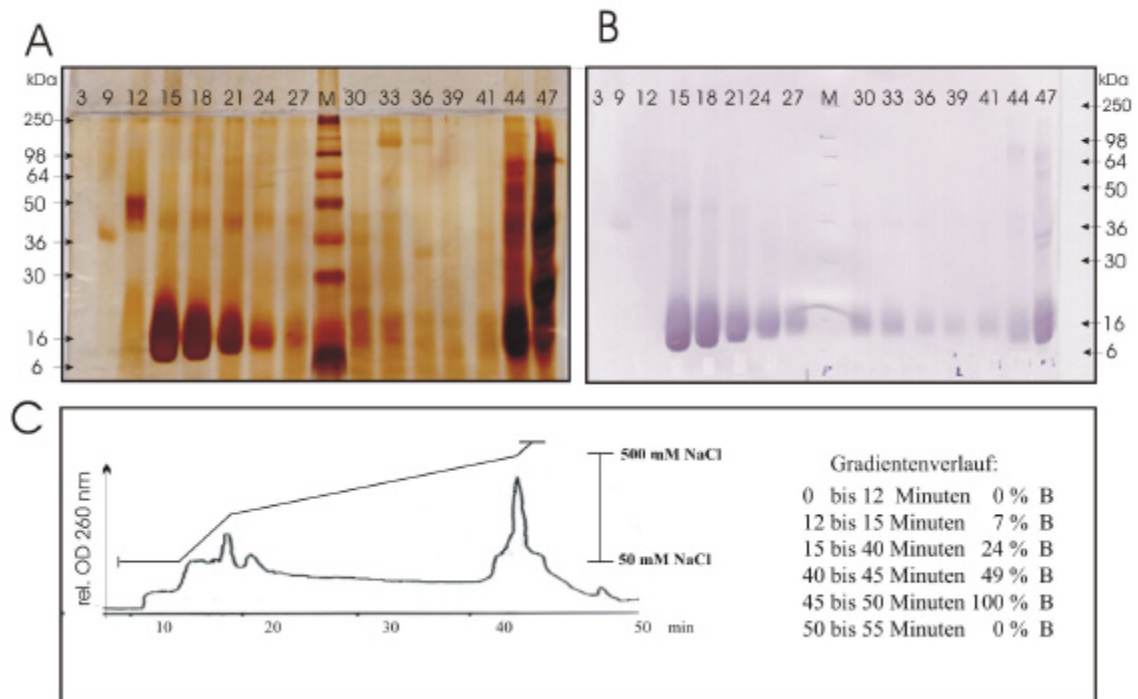 A
B
kDa
3 9 12 15 18 21 24 27 M 30 33 36 39 41 44 47
250
98
64
50
36
30
16
6
3 9 12 15 18 21 24 27 M 30 33 36 39 41 44 47
kDa
250
98
64
50
36
30
16
6
L
C
rel. OD 260 nm
500 mM NaCl
50 mM NaCl
10 20 30 40 50 min
Gradientenverlauf:
0 bis 12 Minuten 0 % B
12 bis 15 Minuten 7 % B
15 bis 40 Minuten 24 % B
40 bis 45 Minuten 49 % B
45 bis 50 Minuten 100 % B
50 bis 55 Minuten 0 % B